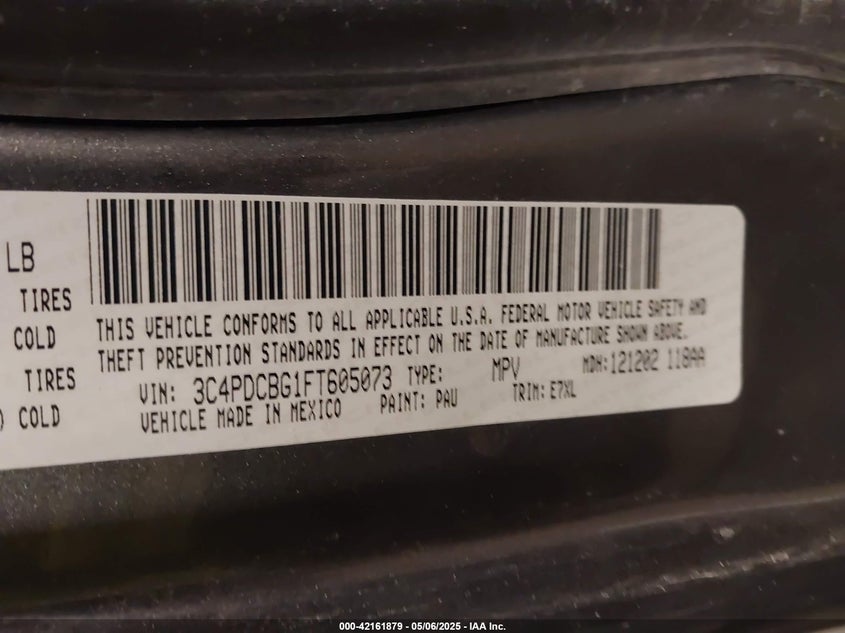 LB
TIRES
COLD
TIRES
) COLD
THIS VEHICLE CONFORMS TO ALL APPLICABLE U.S.A. FEDERAL MOTOR VEHICLE SAFETY AND
THEFT PREVENTION STANDARDS IN EFFECT ON THE DATE OF MANUFACTURE SHOWN ABOVE.
VIN: 3C4PDCBG1FT605073 TYPE: MPV MDH:121202 118AA
VEHICLE MADE IN MEXICO PAINT: PAU TRIM: E7XL
000-42161879 - 05/06/2025 - IAA Inc.